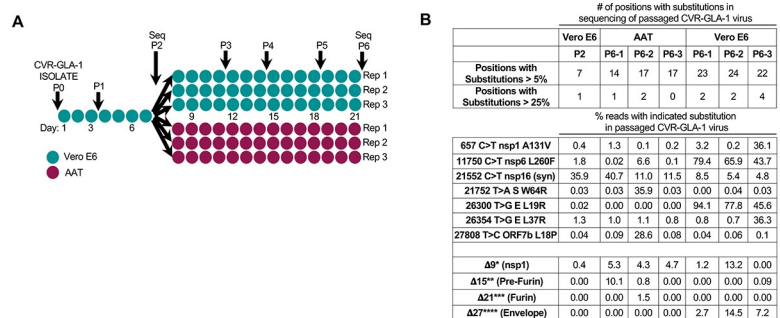 A
Seq
P2
P3
P4
P5
Seq
P6
CVR-GLA-1
ISOLATE
P0
P1
Rep 1
Rep 2
Rep 3
Day: 1 3 6 9 12 15 18 21
Rep 1
Rep 2
Rep 3
Vero E6
AAT
B
# of positions with substitutions in
sequencing of passaged CVR-GLA-1 virus
Vero E6 AAT Vero E6
P2 P6-1 P6-2 P6-3 P6-1 P6-2 P6-3
Positions with
Substitutions > 5% 7 14 17 17 23 24 22
Positions with
Substitutions > 25% 1 1 2 0 2 2 4
% reads with indicated substitution
in passaged CVR-GLA-1 virus
657 C>T nsp1 A131V 0.4 1.3 0.1 0.2 3.2 0.2 36.1
11750 C>T nsp6 L260F 1.8 0.02 6.6 0.1 79.4 65.9 43.7
21552 C>T nsp16 (syn) 35.9 40.7 11.0 11.5 8.5 5.4 4.8
21752 T>A S W64R 0.03 0.03 35.9 0.03 0.00 0.04 0.03
26300 T>G E L19R 0.02 0.00 0.00 0.00 94.1 77.8 45.6
26354 T>G E L37R 1.3 1.0 1.1 0.8 0.8 0.7 36.3
27808 T>C ORF7b L18P 0.04 0.09 28.6 0.08 0.04 0.06 0.1
Δ9* (nsp1) 0.4 5.3 4.3 4.7 1.2 13.2 0.00
Δ15** (Pre-Furin) 0.00 10.1 0.8 0.00 0.00 0.00 0.09
Δ21*** (Furin) 0.00 0.00 1.5 0.00 0.00 0.00 0.00
Δ27**** (Envelope) 0.00 0.00 0.00 0.00 2.7 14.5 7.2